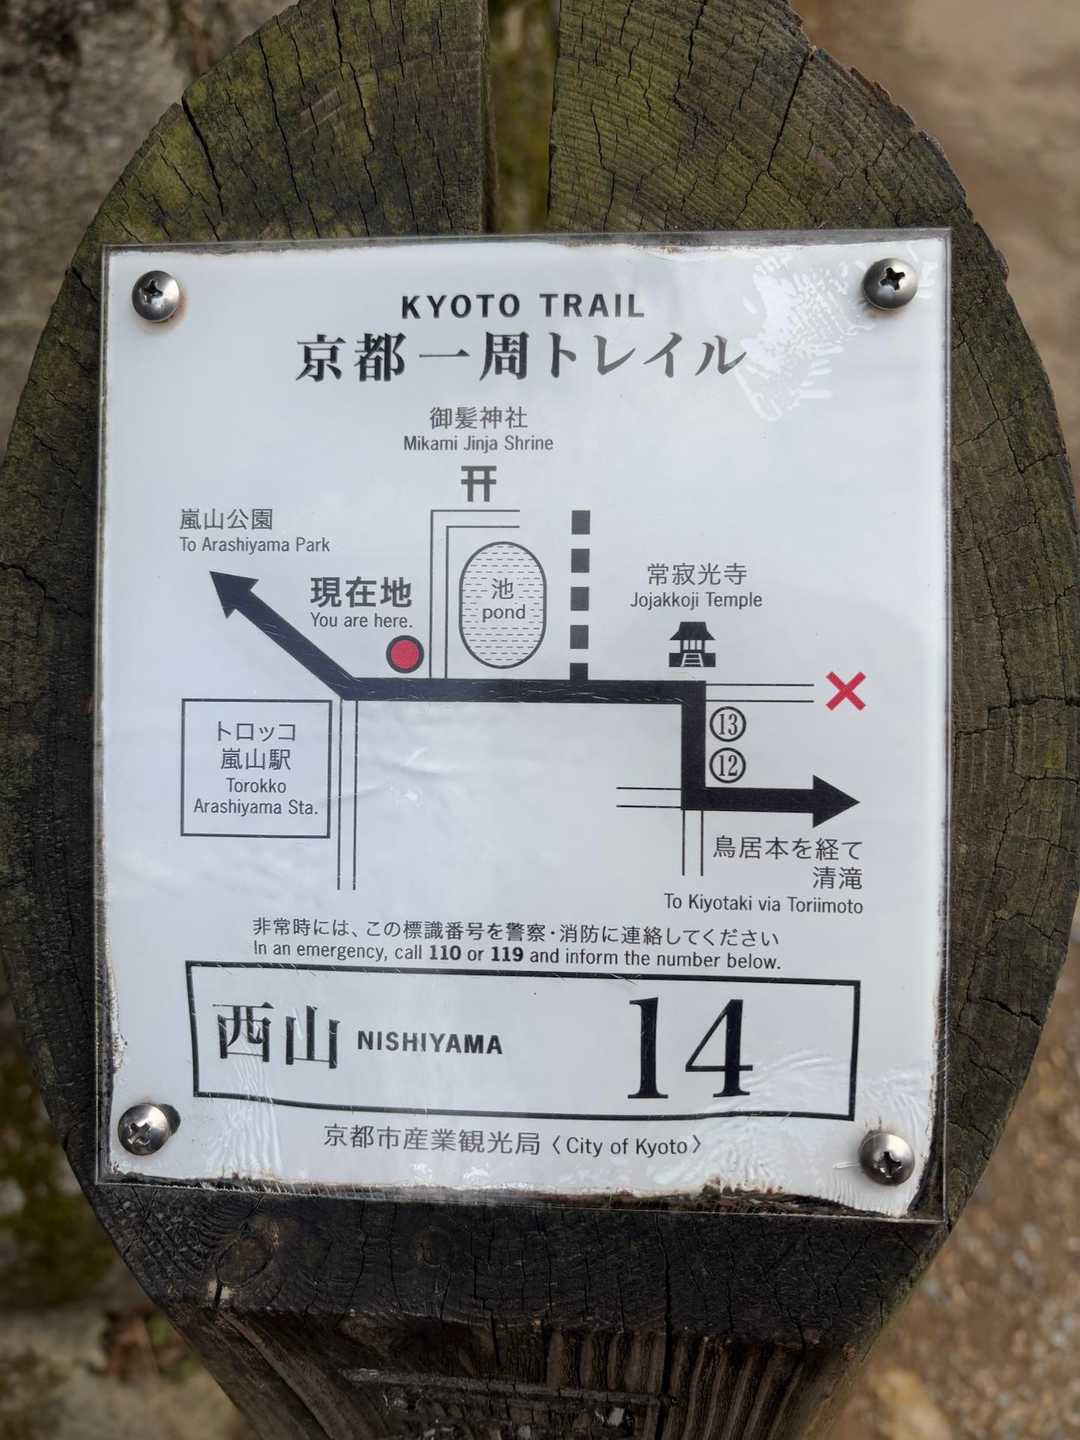 KYOTO TRAIL
京都一周トレイル
御髪神社
Mikami Jinja Shrine
嵐山公園
To Arashiyama Park
現在地
You are here.
池
pond
常寂光寺
Jojakkoji Temple
⑬
⑫
トロッコ
嵐山駅
Torokko
Arashiyama Sta.
鳥居本を経て
清滝
To Kiyotaki via Toriimoto
非常時には、この標識番号を警察・消防に連絡してください
In an emergency, call 110 or 119 and inform the number below.
西山 NISHIYAMA 14
京都市産業観光局〈City of Kyoto〉